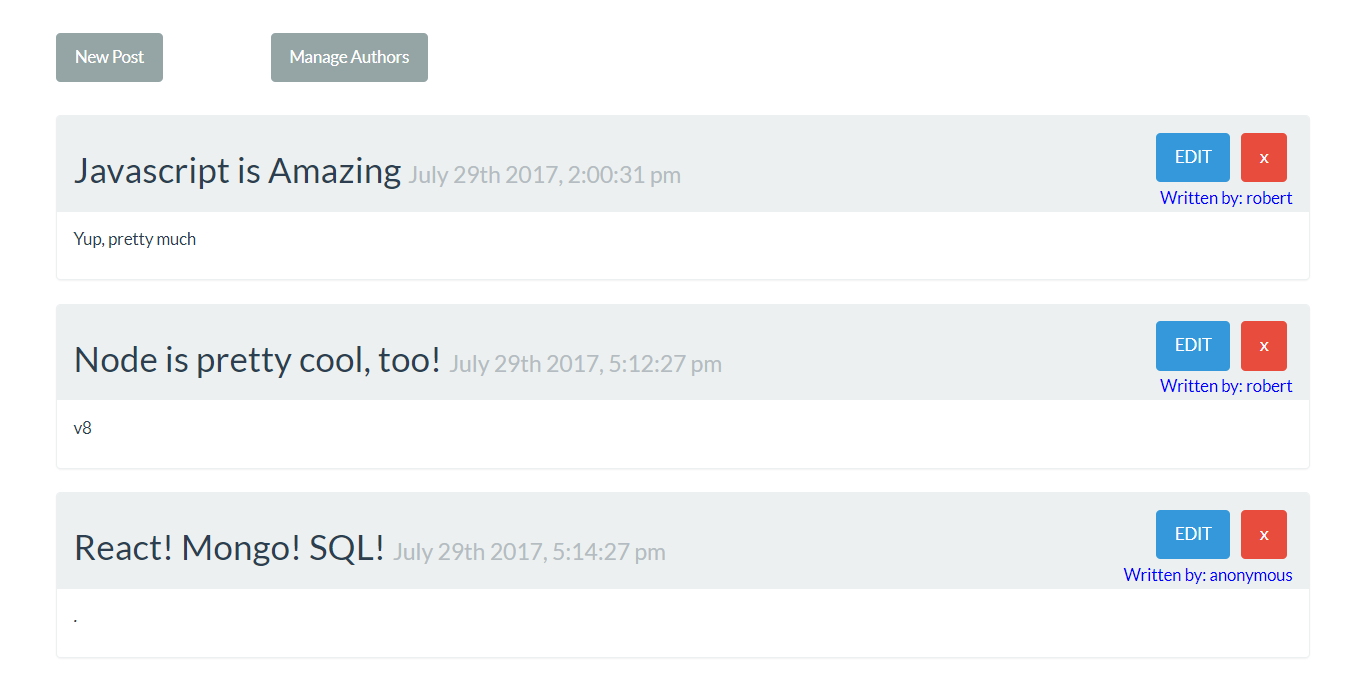 New Post Manage Authors
Javascript is Amazing July 29th 2017, 2:00:31 pm EDIT x
Written by: robert
Yup, pretty much
Node is pretty cool, too! July 29th 2017, 5:12:27 pm EDIT x
Written by: robert
v8
React! Mongo! SQL! July 29th 2017, 5:14:27 pm EDIT x
Written by: anonymous
.